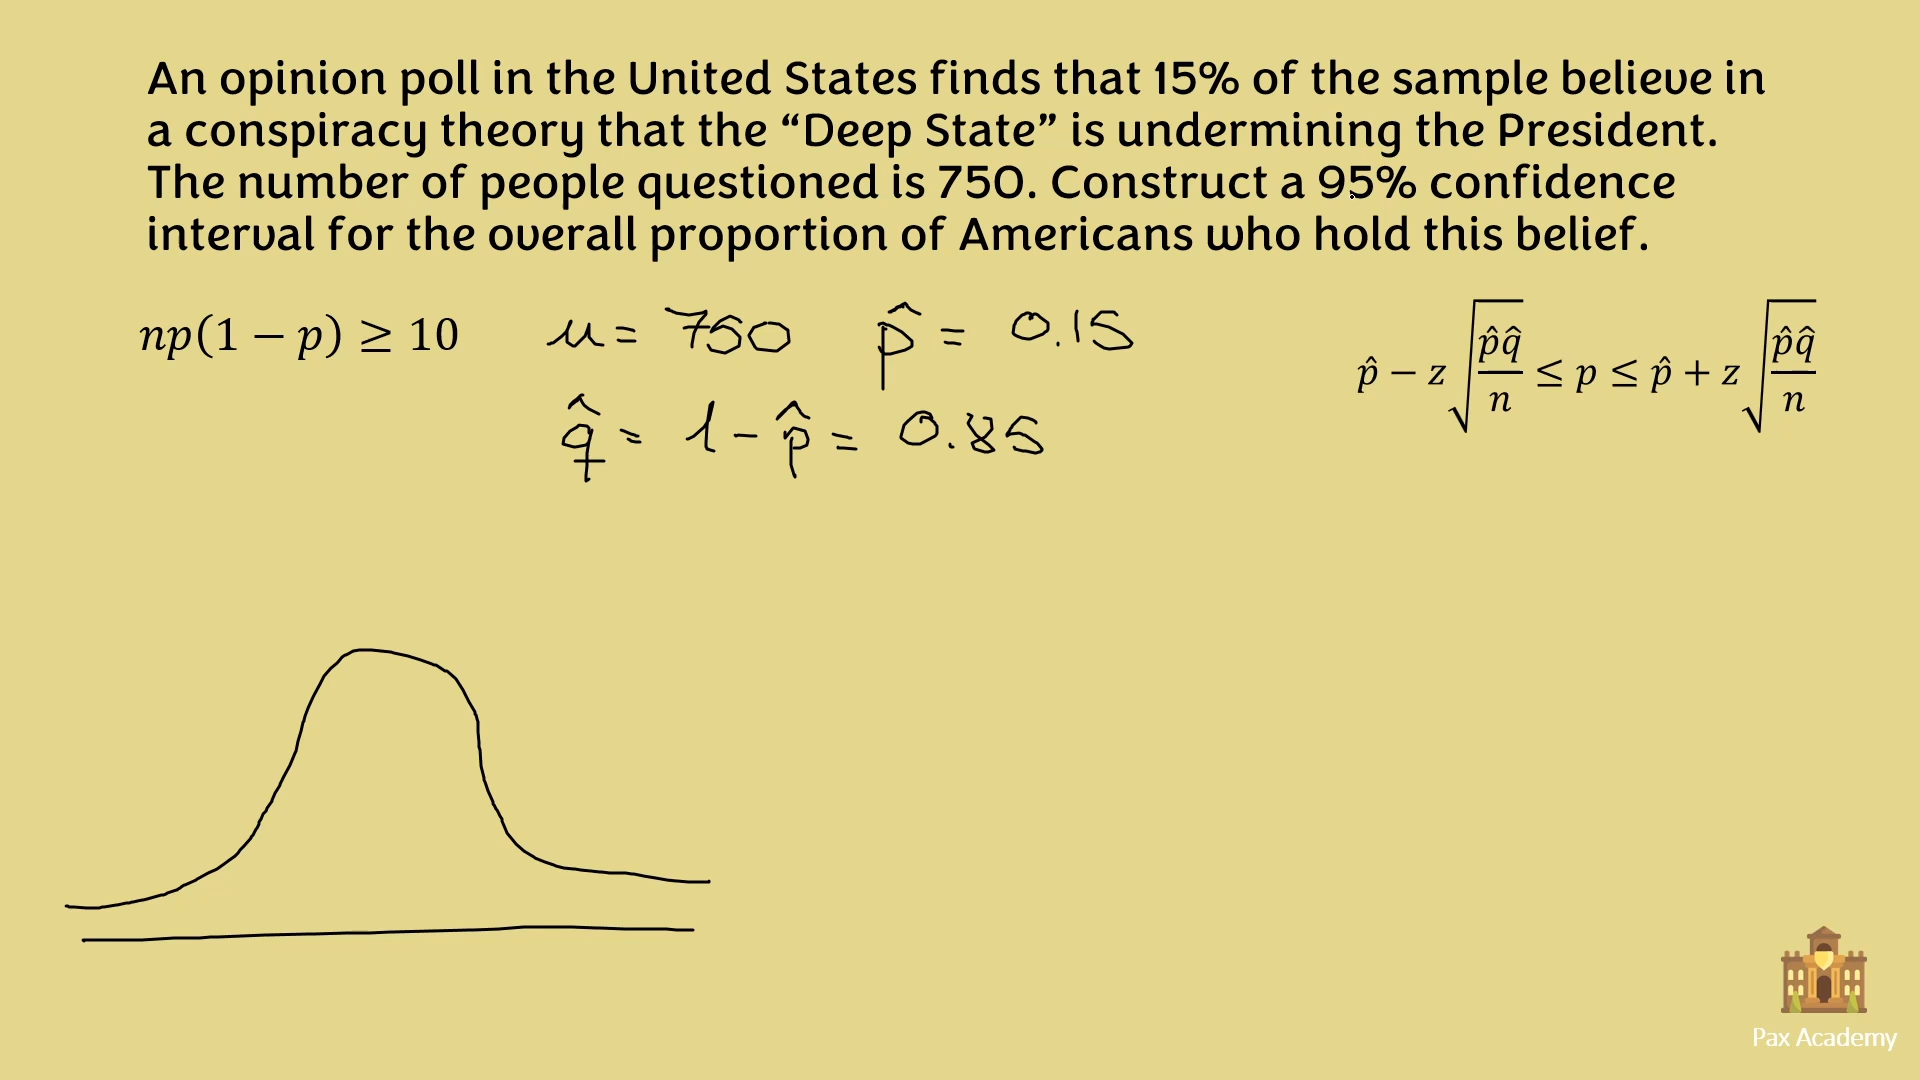 An opinion poll in the United States finds that 15% of the sample believe in
a conspiracy theory that the “Deep State” is undermining the President.
The number of people questioned is 750. Construct a 95% confidence
interval for the overall proportion of Americans who hold this belief.
np(1 − p) ≥ 10
n = 750 p̂ = 0.15
p̂ − z√(p̂q̂/n) ≤ p ≤ p̂ + z√(p̂q̂/n)
q̂ = 1 − p̂ = 0.85
Pax Academy